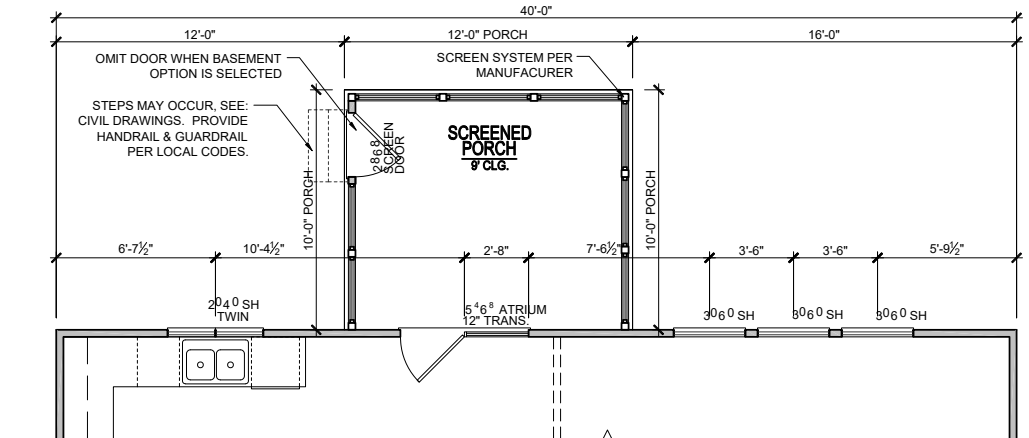 40'-0"
12'-0"
12'-0" PORCH
16'-0"
OMIT DOOR WHEN BASEMENT
OPTION IS SELECTED
SCREEN SYSTEM PER
MANUFACURER
STEPS MAY OCCUR, SEE:
CIVIL DRAWINGS. PROVIDE
HANDRAIL & GUARDRAIL
PER LOCAL CODES.
2868
SCREEN
DOOR
SCREENED
PORCH
9' CLG.
10'-0" PORCH
10'-0" PORCH
6'-7½"
10'-4½"
2'-8"
7'-6½"
3'-6"
3'-6"
5'-9½"
2040 SH
TWIN
5468 ATRIUM
12" TRANS.
3060 SH
3060 SH
3060 SH